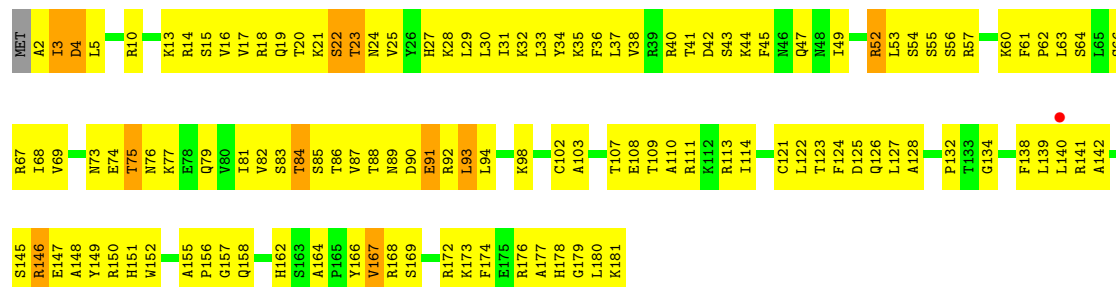 MET A2 I3 D4 L5 R10 K13 R14 S15 V16 V17 R18 Q19 T20 K21 S22 T23 N24 V25 Y26 H27 K28 L29 L30 I31 K32 L33 Y34 K35 F36 L37 V38 R39 R40 T41 D42 S43 K44 F45 N46 Q47 N48 I49 R52 L53 S54 S55 S56 R57 K60 F61 P62 L63 S64 L65
R67 I68 V69 N73 E74 T75 N76 K77 E78 Q79 V80 I81 V82 S83 T84 S85 T86 V87 T88 N89 D90 E91 R92 L93 L94 K98 C102 A103 T107 E108 T109 A110 R111 K112 R113 I114 C121 L122 T123 F124 D125 Q126 L127 A128 P132 T133 G134 F138 L139 L140 R141 A142
S145 R146 E147 A148 Y149 R150 H151 W152 A155 P156 G157 Q158 H162 S163 A164 P165 Y166 V167 R168 S169 R172 K173 F174 E175 R176 A177 H178 G179 L180 K181